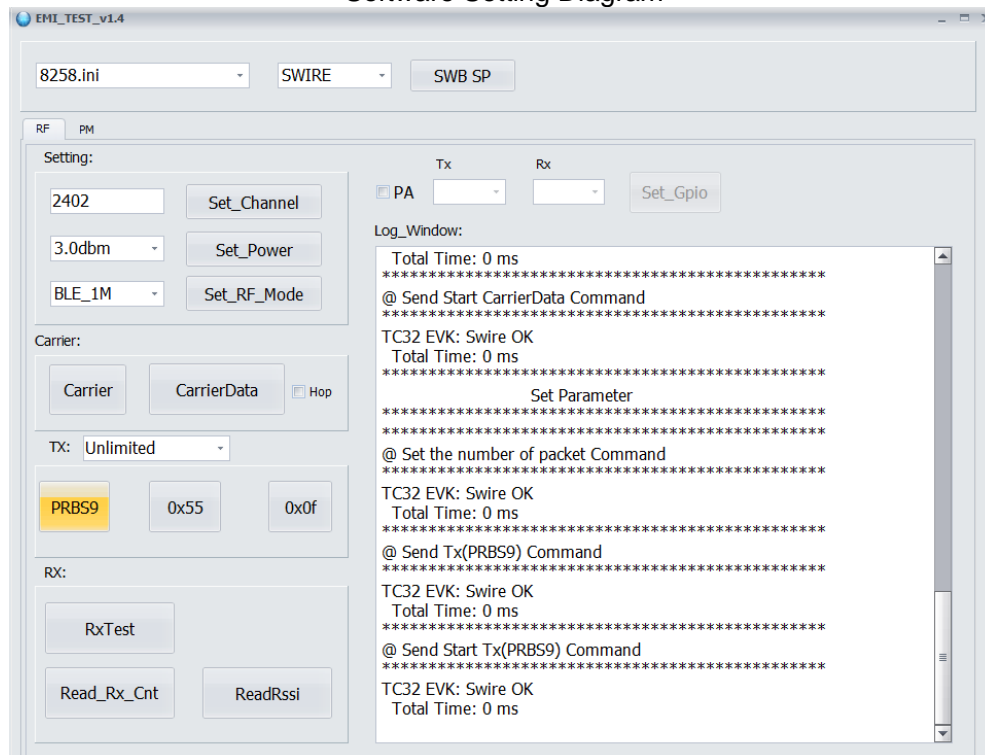 Software Setting Diagram
EMI_TEST_v1.4
8258.ini SWIRE SWB SP
RF PM
Setting:
2402 Set_Channel
3.0dbm Set_Power
BLE_1M Set_RF_Mode
Carrier:
Carrier CarrierData Hop
TX: Unlimited
PRBS9 0x55 0x0f
RX:
RxTest
Read_Rx_Cnt ReadRssi
Tx Rx
PA Set_Gpio
Log_Window:
Total Time: 0 ms
************************************************
@ Send Start CarrierData Command
************************************************
TC32 EVK: Swire OK
Total Time: 0 ms
************************************************
Set Parameter
************************************************
************************************************
@ Set the number of packet Command
************************************************
TC32 EVK: Swire OK
Total Time: 0 ms
************************************************
@ Send Tx(PRBS9) Command
************************************************
TC32 EVK: Swire OK
Total Time: 0 ms
************************************************
@ Send Start Tx(PRBS9) Command
************************************************
TC32 EVK: Swire OK
Total Time: 0 ms